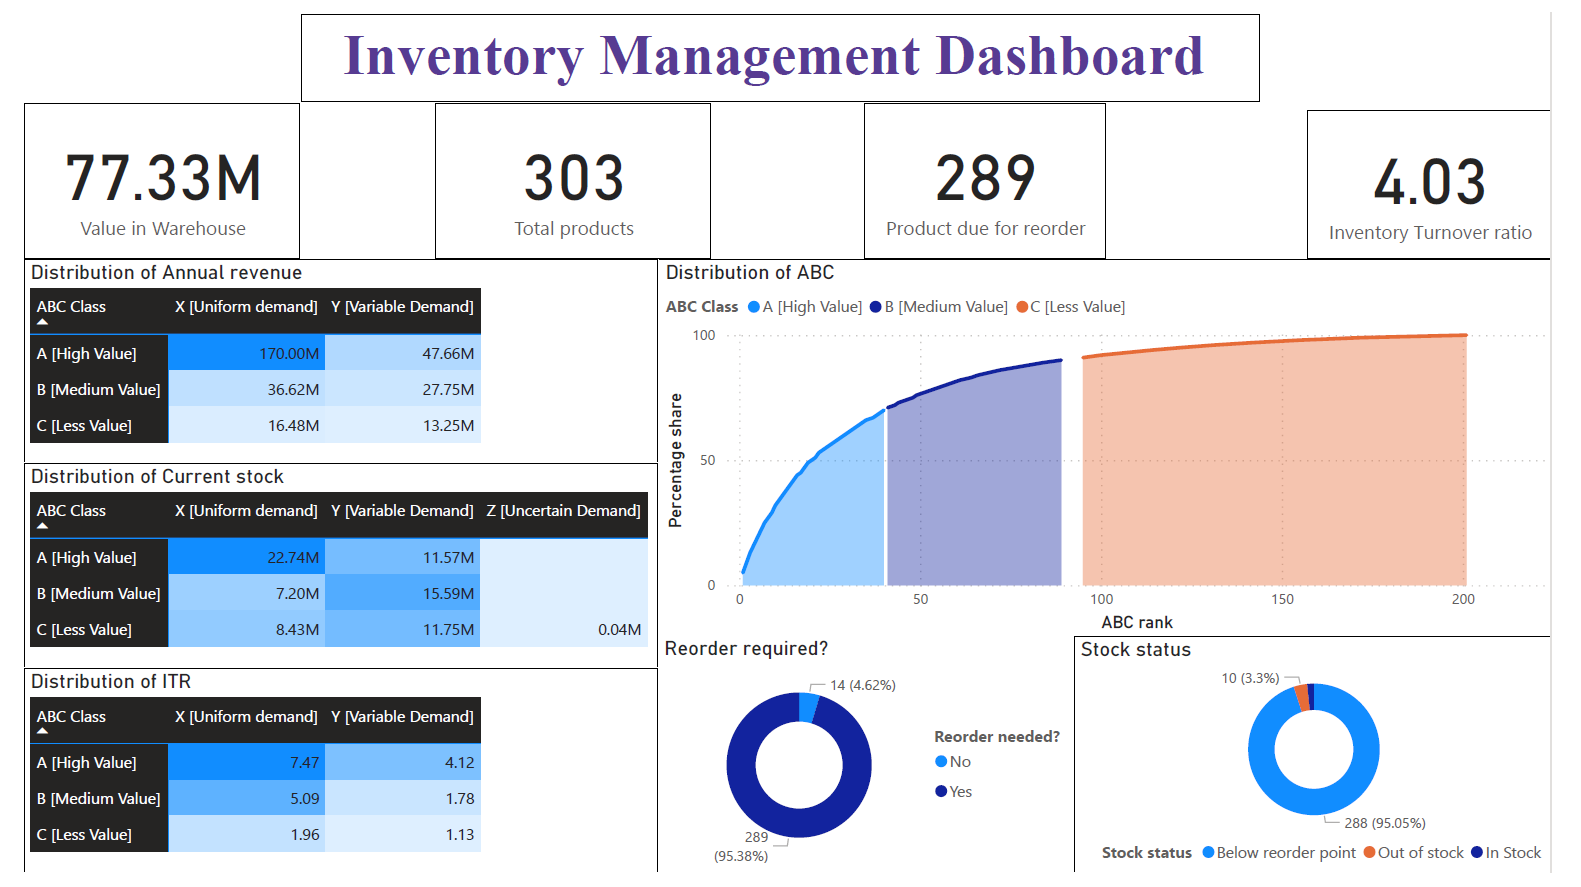 Inventory Management Dashboard
77.33M
Value in Warehouse
303
Total products
289
Product due for reorder
4.03
Inventory Turnover ratio
Distribution of Annual revenue
ABC Class X [Uniform demand] Y [Variable Demand]
A [High Value] 170.00M 47.66M
B [Medium Value] 36.62M 27.75M
C [Less Value] 16.48M 13.25M
Distribution of Current stock
ABC Class X [Uniform demand] Y [Variable Demand] Z [Uncertain Demand]
A [High Value] 22.74M 11.57M
B [Medium Value] 7.20M 15.59M
C [Less Value] 8.43M 11.75M 0.04M
Distribution of ITR
ABC Class X [Uniform demand] Y [Variable Demand]
A [High Value] 7.47 4.12
B [Medium Value] 5.09 1.78
C [Less Value] 1.96 1.13
Distribution of ABC
ABC Class A [High Value] B [Medium Value] C [Less Value]
Percentage share
100
50
0
0 50 100 150 200
ABC rank
Reorder required?
14 (4.62%)
289
(95.38%)
Reorder needed?
No
Yes
Stock status
10 (3.3%)
288 (95.05%)
Stock status Below reorder point Out of stock In Stock